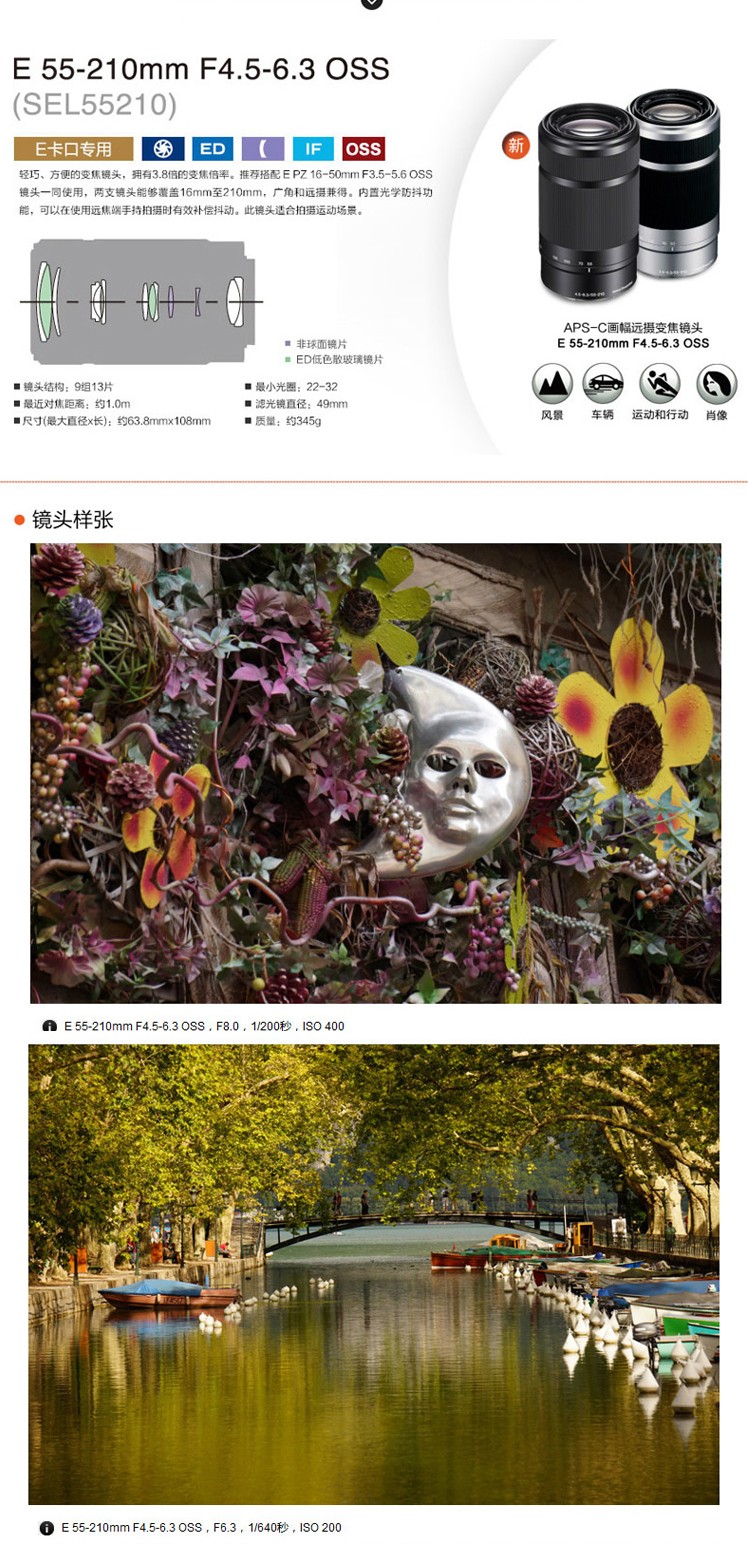 E 55-210mm F4.5-6.3 OSS
(SEL55210)
E卡口专用 ED IF OSS
轻巧、方便的变焦镜头，拥有3.8倍的变焦倍率。推荐搭配 E PZ 16-50mm F3.5-5.6 OSS
镜头一同使用，两支镜头能够覆盖16mm至210mm，广角和远摄兼得。内置光学防抖功
能，可以在使用远焦端手持拍摄时有效补偿抖动。此镜头适合拍摄运动场景。
新
非球面镜片
ED低色散玻璃镜片
镜头结构：9组13片
最近对焦距离：约1.0m
尺寸(最大直径x长)：约63.8mmx108mm
最小光圈：22-32
滤光镜直径：49mm
质量：约345g
APS-C画幅远摄变焦镜头
E 55-210mm F4.5-6.3 OSS
风景 车辆 运动和行动 肖像
镜头样张
E 55-210mm F4.5-6.3 OSS，F8.0，1/200秒，ISO 400
E 55-210mm F4.5-6.3 OSS，F6.3，1/640秒，ISO 200